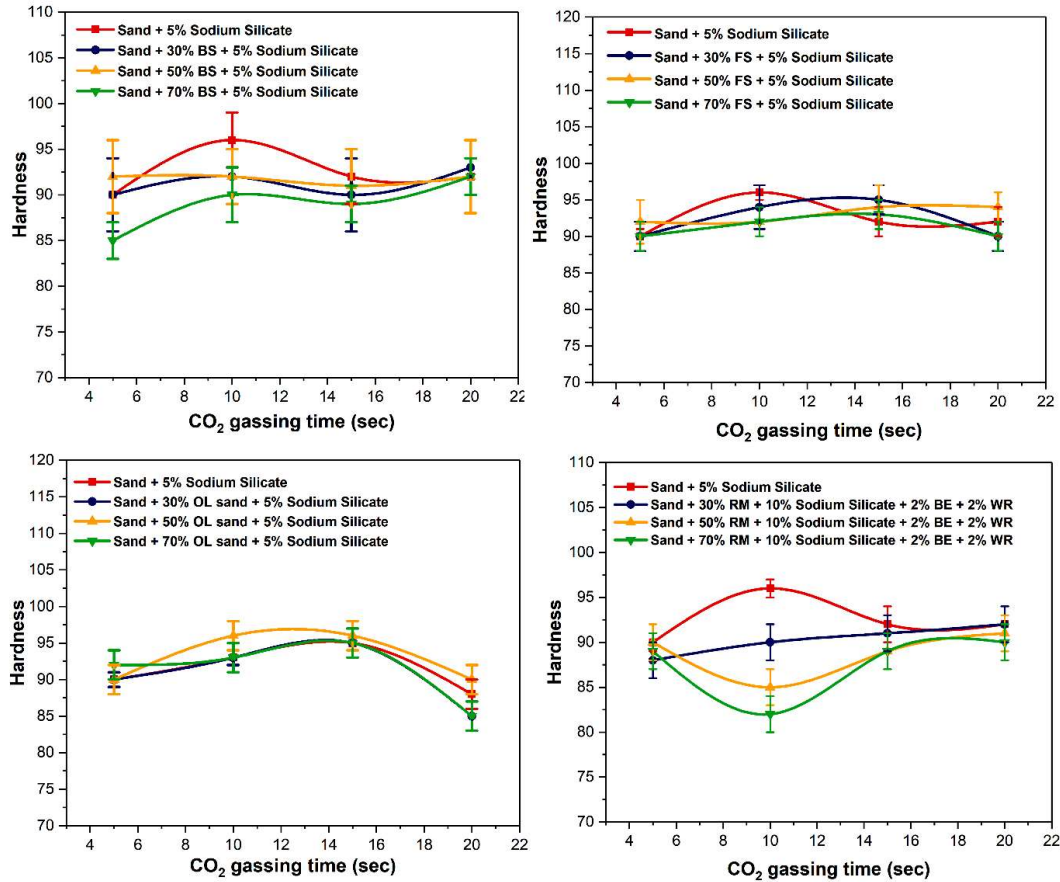 110
105
100
95
90
85
80
75
70
Hardness
Sand + 5% Sodium Silicate
Sand + 30% BS + 5% Sodium Silicate
Sand + 50% BS + 5% Sodium Silicate
Sand + 70% BS + 5% Sodium Silicate
4 6 8 10 12 14 16 18 20 22
CO₂ gassing time (sec)
120
115
110
105
100
95
90
85
80
75
70
Hardness
Sand + 5% Sodium Silicate
Sand + 30% FS + 5% Sodium Silicate
Sand + 50% FS + 5% Sodium Silicate
Sand + 70% FS + 5% Sodium Silicate
4 6 8 10 12 14 16 18 20 22
CO₂ gassing time (sec)
120
115
110
105
100
95
90
85
80
75
70
Hardness
Sand + 5% Sodium Silicate
Sand + 30% OL sand + 5% Sodium Silicate
Sand + 50% OL sand + 5% Sodium Silicate
Sand + 70% OL sand + 5% Sodium Silicate
4 6 8 10 12 14 16 18 20 22
CO₂ gassing time (sec)
110
105
100
95
90
85
80
75
70
Hardness
Sand + 5% Sodium Silicate
Sand + 30% RM + 10% Sodium Silicate + 2% BE + 2% WR
Sand + 50% RM + 10% Sodium Silicate + 2% BE + 2% WR
Sand + 70% RM + 10% Sodium Silicate + 2% BE + 2% WR
4 6 8 10 12 14 16 18 20 22
CO₂ gassing time (sec)